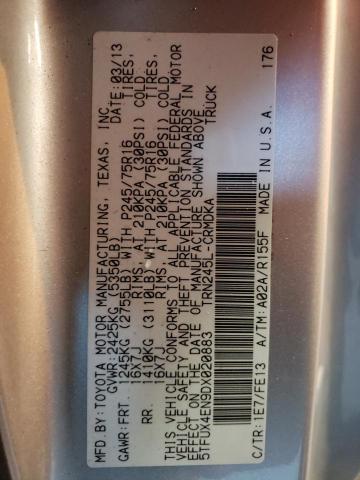 MFD.BY:TOYOTA MOTOR MANUFACTURING, TEXAS, INC. DATE:03/13
GVWR:2425KG (5350LB)
GAWR:FRT. 1245KG (2755LB) WITH P245/75R16 TIRES,
16X7J RIMS, AT 210KPA (30PSI) COLD
RR. 1410KG (3110LB) WITH P245/75R16 TIRES,
16X7J RIMS, AT 210KPA (30PSI) COLD
THIS VEHICLE CONFORMS TO ALL APPLICABLE FEDERAL MOTOR
VEHICLE SAFETY AND THEFT PREVENTION STANDARDS IN
EFFECT ON THE DATE OF MANUFACTURE SHOWN ABOVE.
5TFUX4EN9DX020883 TRUCK
TRN245L-CRMDKA
C/TR:1E7/FE13 A/TM:A02A/R155F MADE IN U.S.A. 176